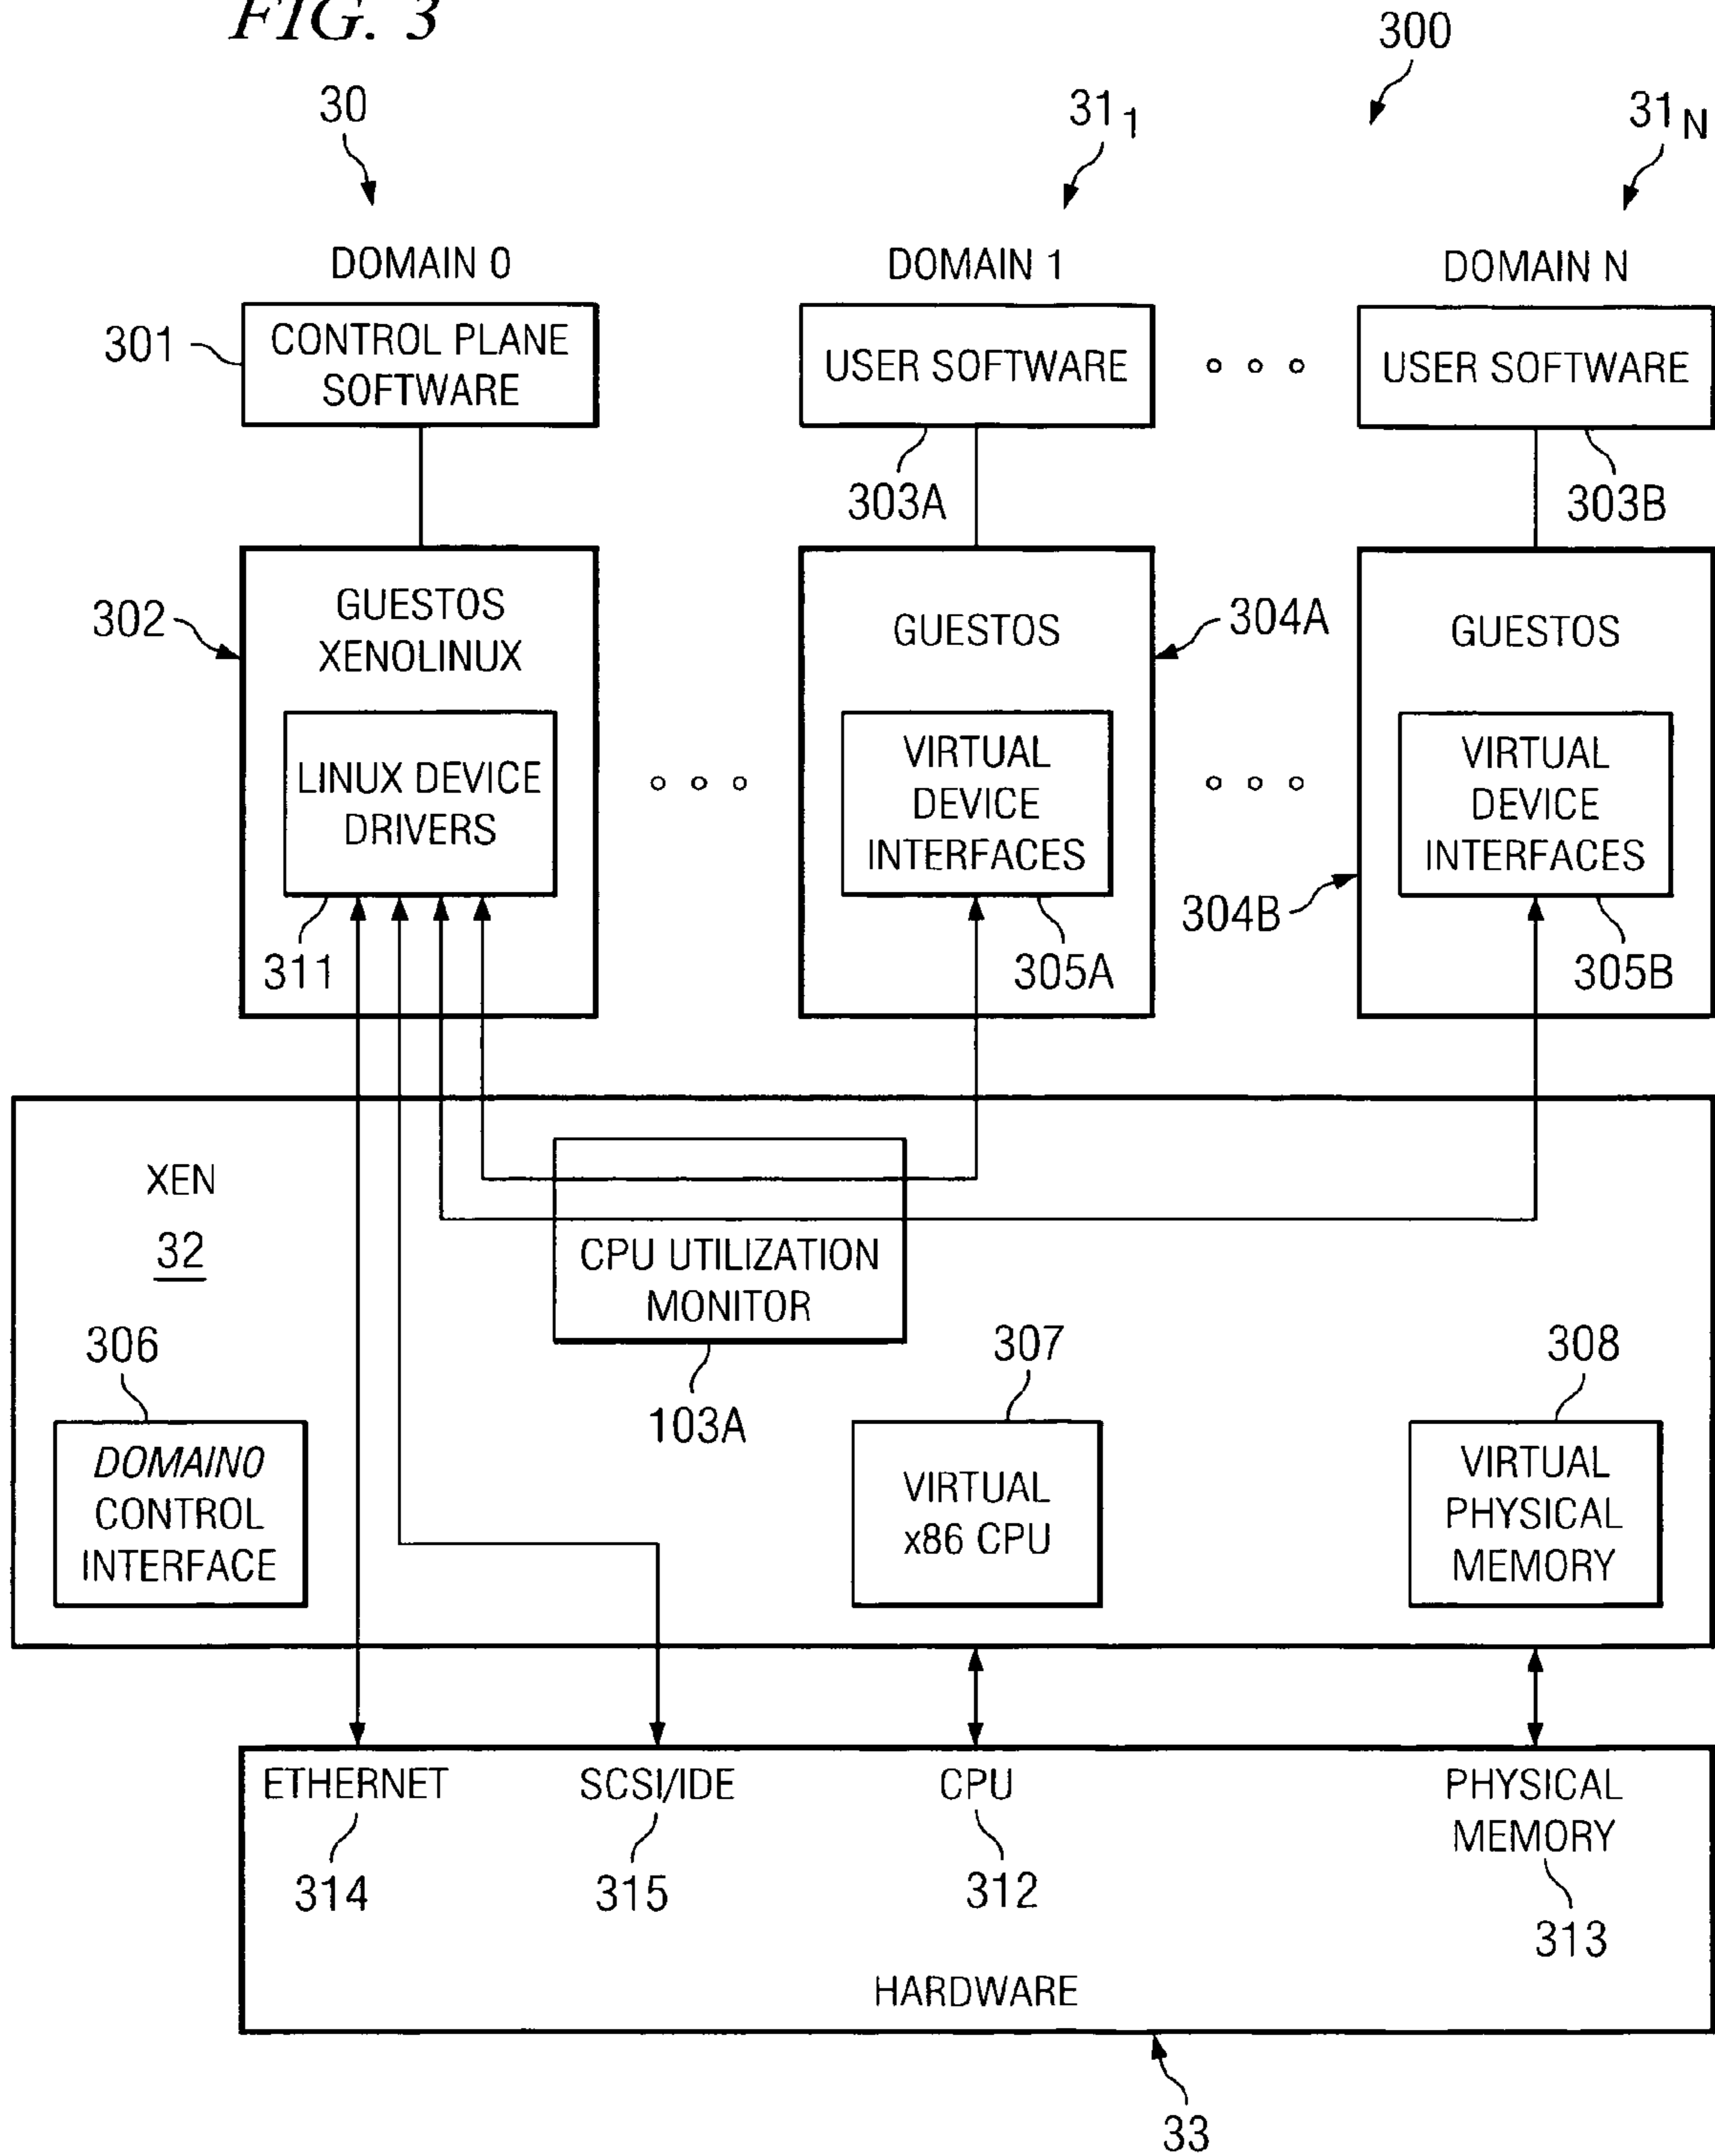 FIG. 3
300
30
31 1
31 N
DOMAIN 0
DOMAIN 1
DOMAIN N
301
CONTROL PLANE
SOFTWARE
USER SOFTWARE
USER SOFTWARE
303A
303B
302
GUESTOS
XENOLINUX
GUESTOS
304A
GUESTOS
LINUX DEVICE
DRIVERS
VIRTUAL
DEVICE
INTERFACES
VIRTUAL
DEVICE
INTERFACES
304B
311
305A
305B
XEN
32
CPU UTILIZATION
MONITOR
103A
306
307
308
DOMAIN0
CONTROL
INTERFACE
VIRTUAL
x86 CPU
VIRTUAL
PHYSICAL
MEMORY
ETHERNET
SCSI/IDE
CPU
PHYSICAL
MEMORY
314
315
312
313
HARDWARE
33